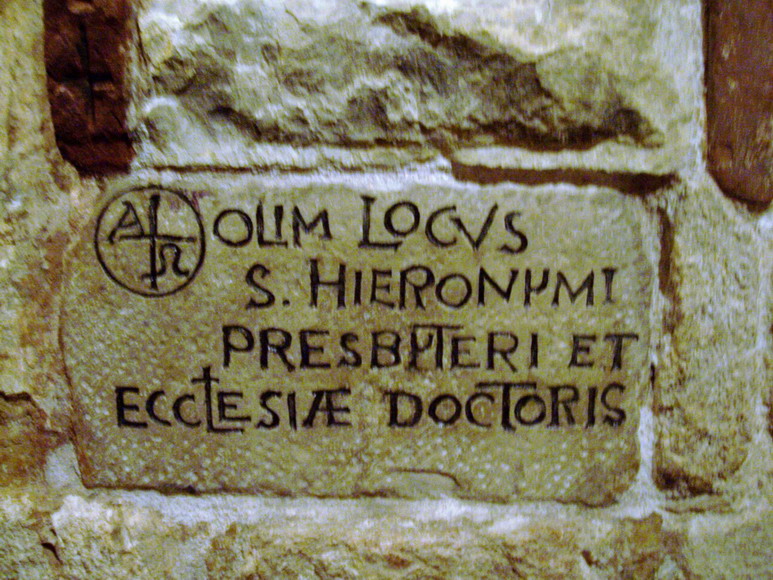 A Ω OLIM LOCVS
S. HIERONYMI
PRESBYTERI ET
ECCLESIÆ DOCTORIS